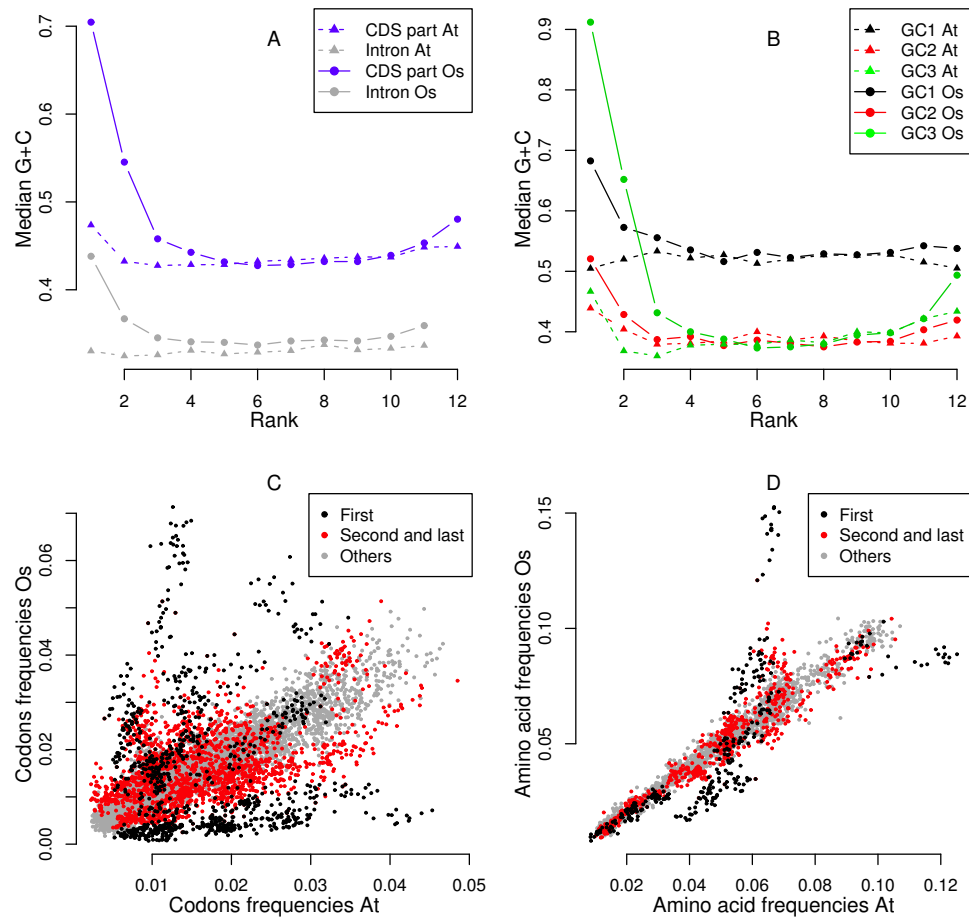 A
CDS part At
Intron At
CDS part Os
Intron Os
Median G+C
0.7
0.6
0.5
0.4
2 4 6 8 10 12
Rank
B
GC1 At
GC2 At
GC3 At
GC1 Os
GC2 Os
GC3 Os
Median G+C
0.9
0.8
0.7
0.6
0.5
0.4
2 4 6 8 10 12
Rank
C
First
Second and last
Others
Codons frequencies Os
0.06
0.04
0.02
0.00
0.01 0.02 0.03 0.04 0.05
Codons frequencies At
D
First
Second and last
Others
Amino acid frequencies Os
0.15
0.10
0.05
0.02 0.04 0.06 0.08 0.10 0.12
Amino acid frequencies At